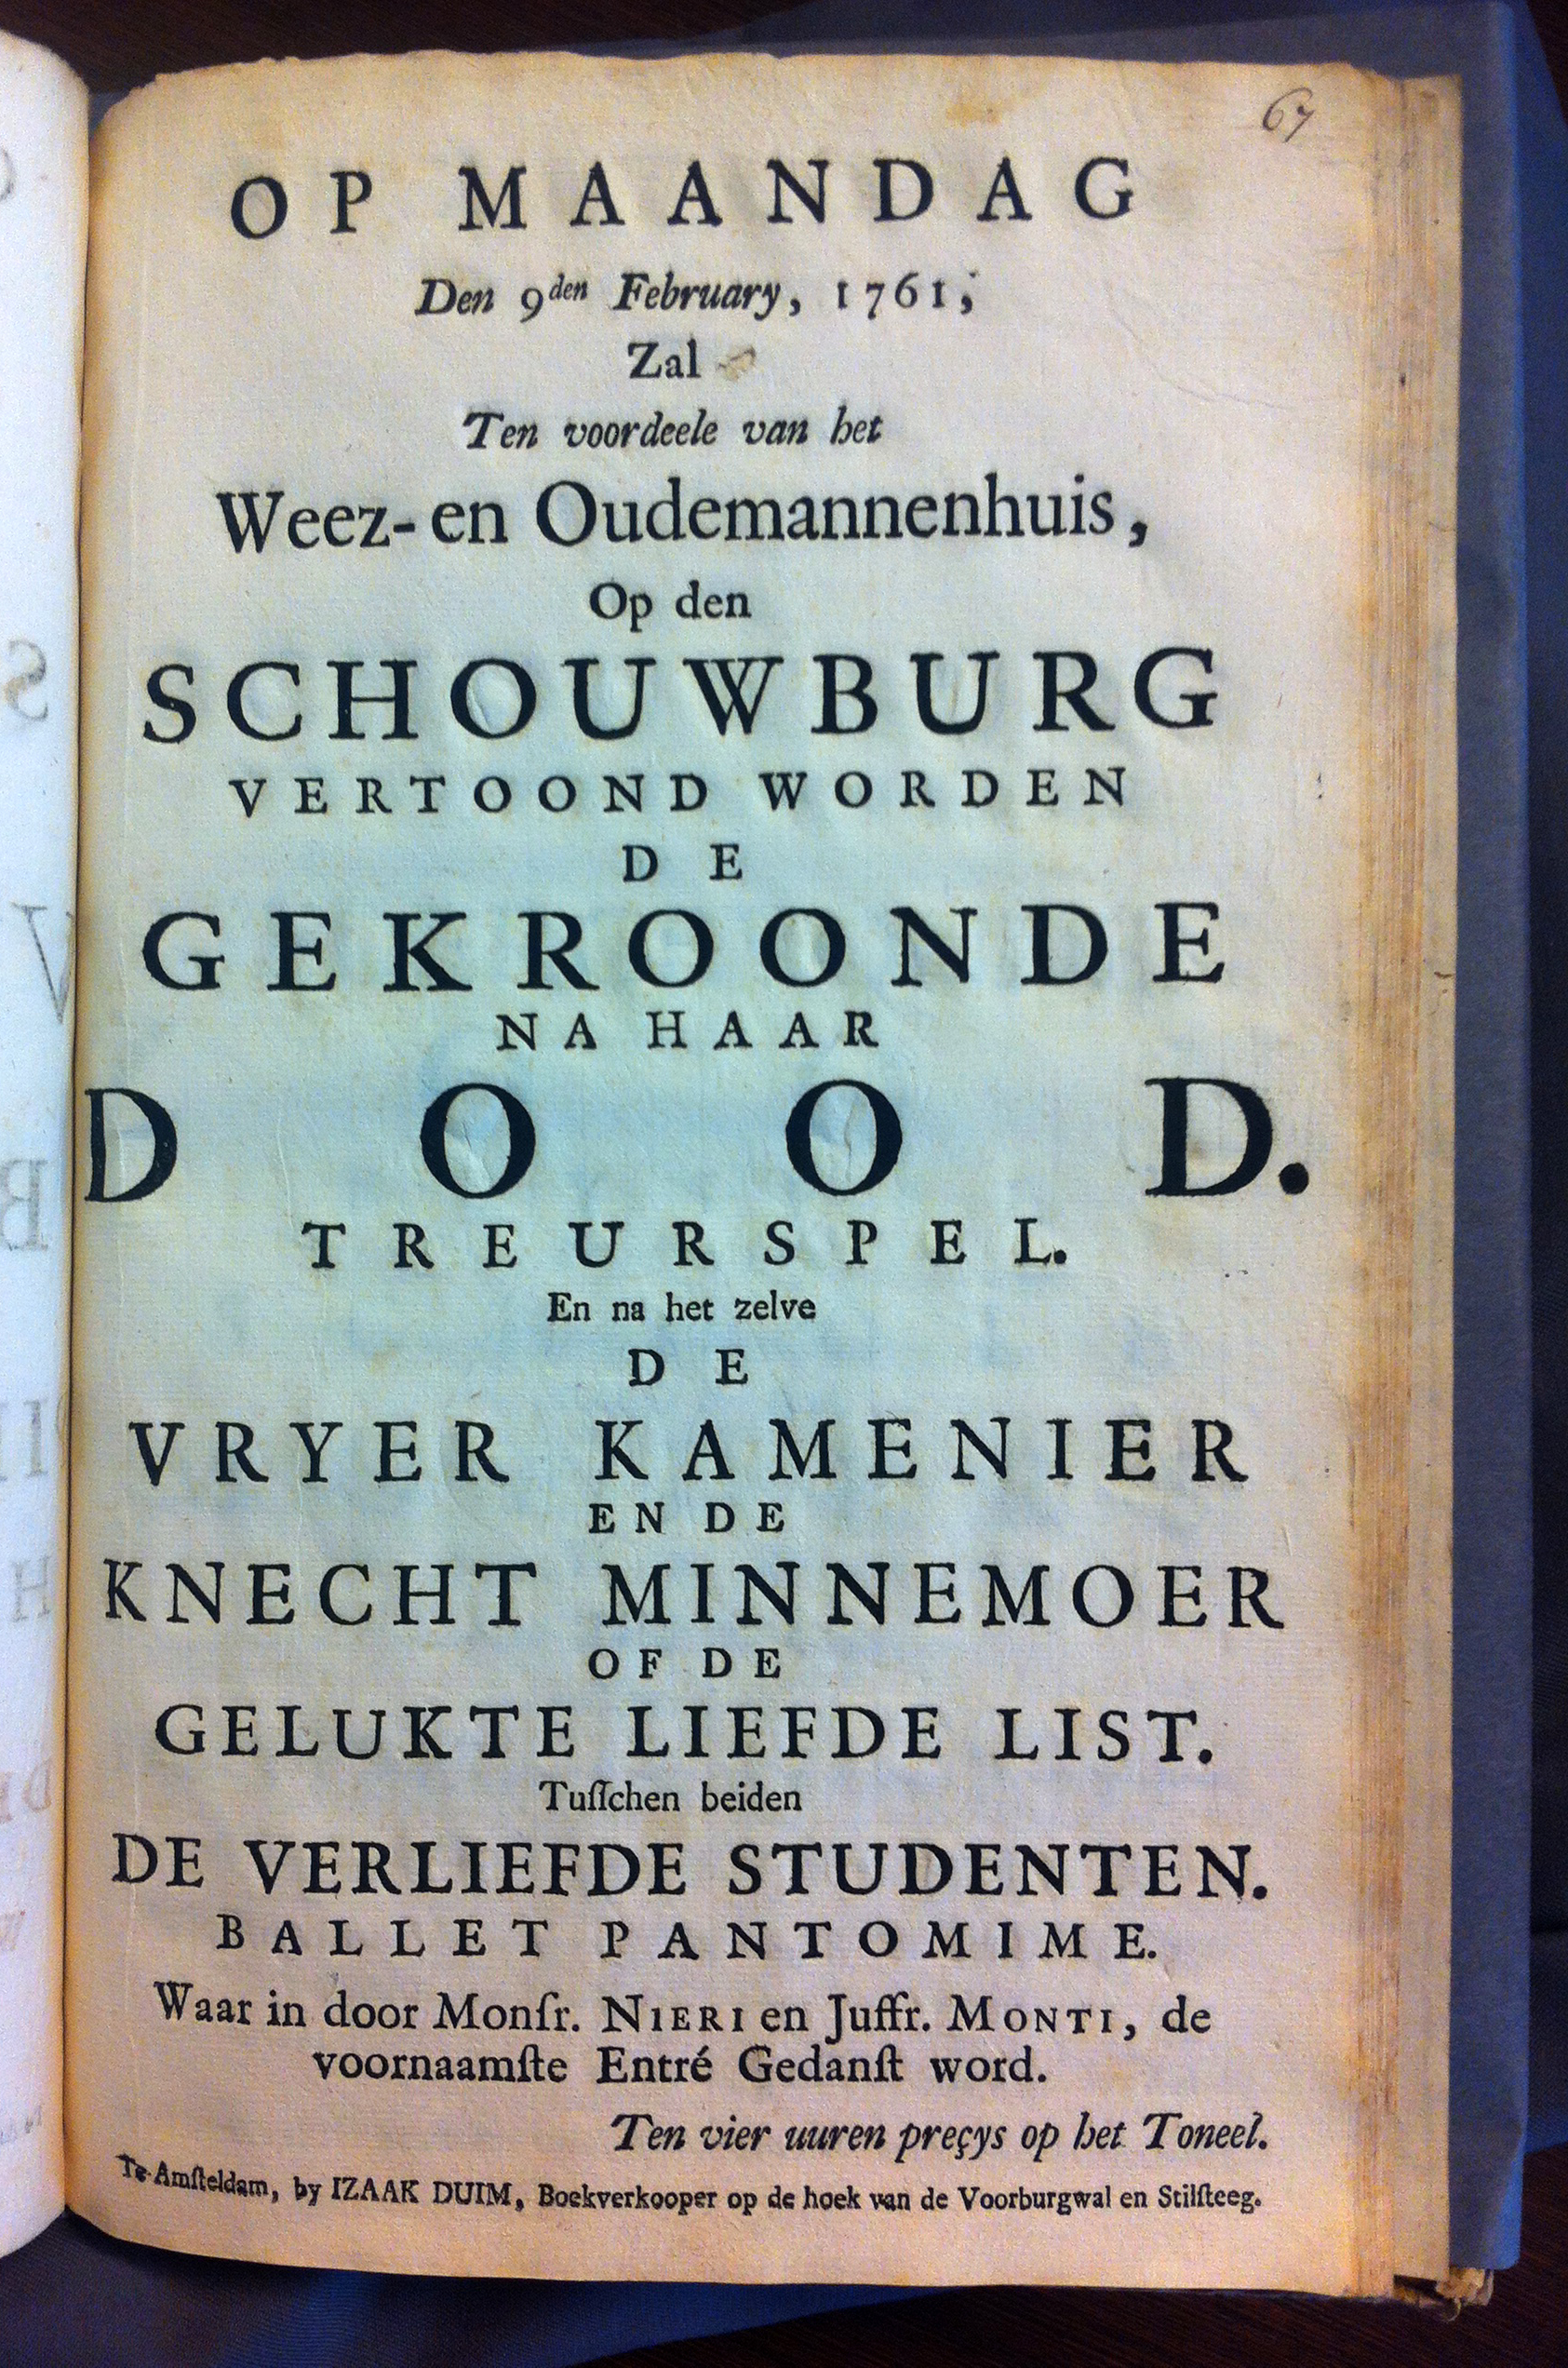 67
OP MAANDAG
Den 9den February, 1761,
Zal
Ten voordeele van het
Weez- en Oudemannenhuis,
Op den
SCHOUWBURG
VERTOOND WORDEN
DE
GEKROONDE
NA HAAR
DOOD.
TREURSPEL.
En na het zelve
DE
VRYER KAMENIER
EN DE
KNECHT MINNEMOER
OF DE
GELUKTE LIEFDE LIST.
Tuſſchen beiden
DE VERLIEFDE STUDENTEN.
BALLET PANTOMIME.
Waar in door Monſr. NIERI en Juffr. MONTI, de
voornaamſte Entré Gedanſt word.
Ten vier uuren preçys op het Toneel.
Te Amſteldam, by IZAAK DUIM, Boekverkooper op de hoek van de Voorburgwal en Stilſteeg.